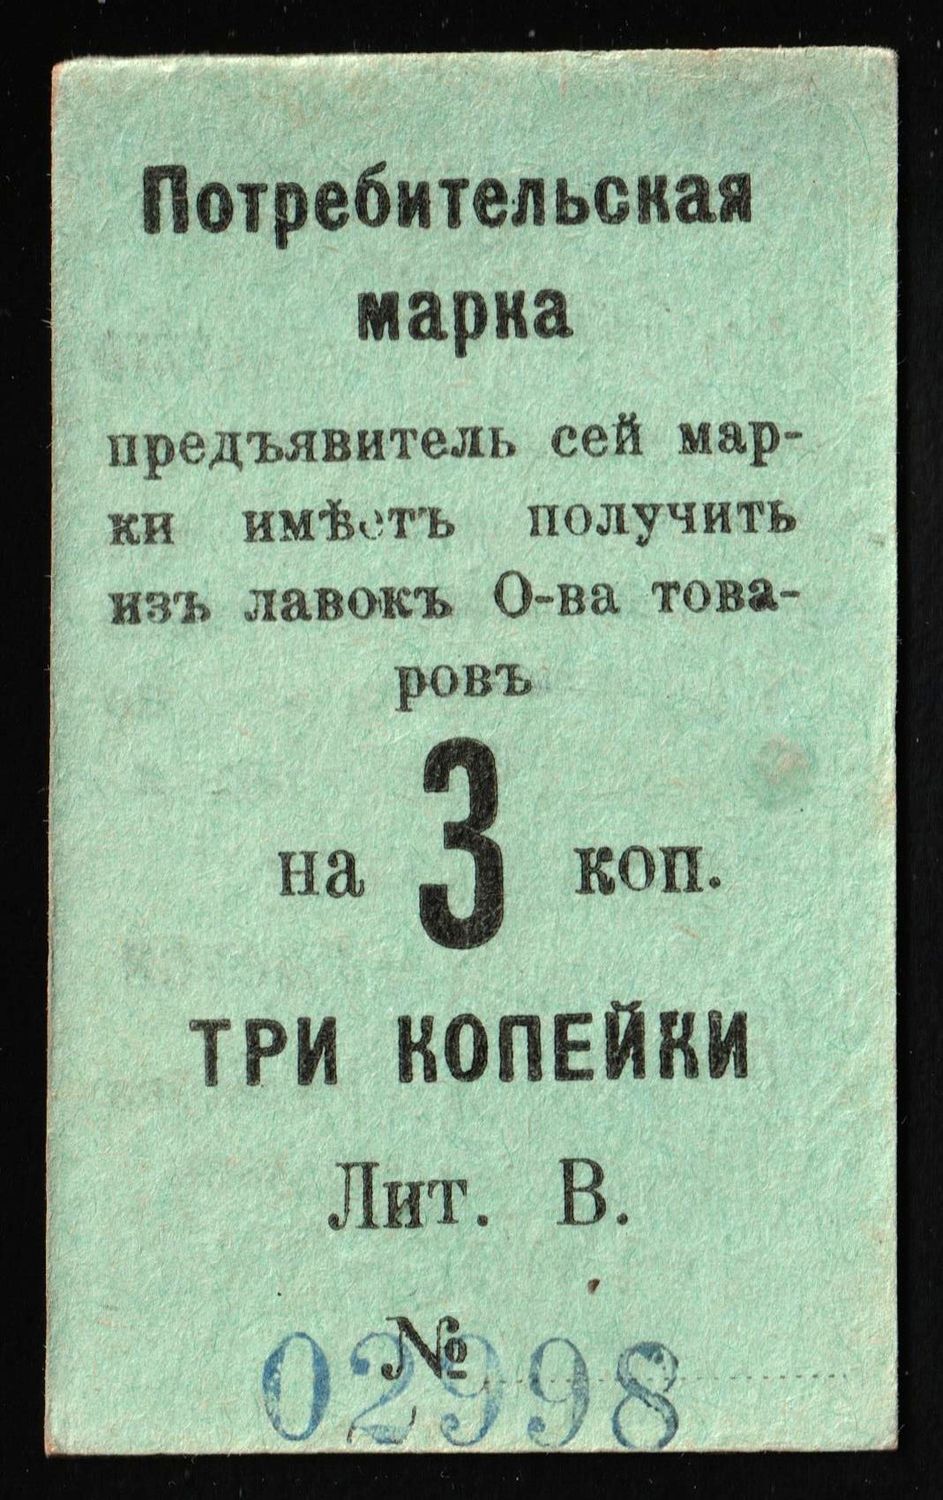 Потребительская
марка
предъявитель сей мар-
ки имѣетъ получить
изъ лавокъ О-ва това-
ровъ
на 3 коп.
ТРИ КОПЕЙКИ
Лит. В.
№ 02998